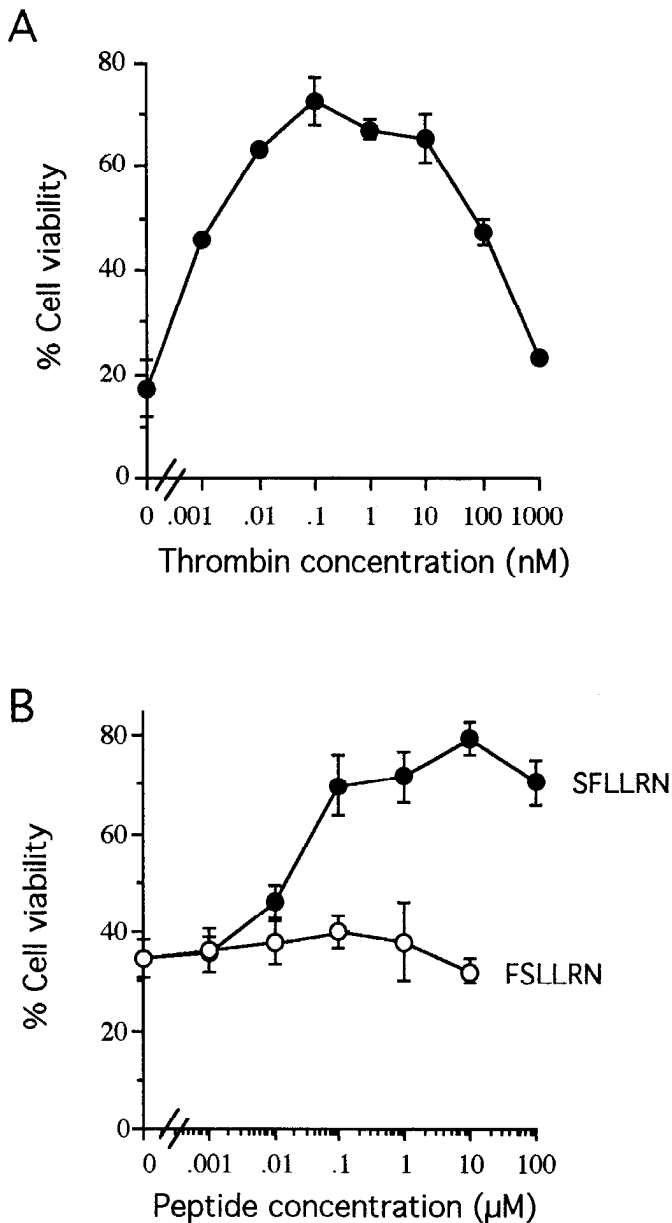 A
80
60
40
20
0
% Cell viability
0 .001 .01 .1 1 10 100 1000
Thrombin concentration (nM)
B
80
60
40
20
0
% Cell viability
SFLLRN
FSLLRN
0 .001 .01 .1 1 10 100
Peptide concentration (µM)